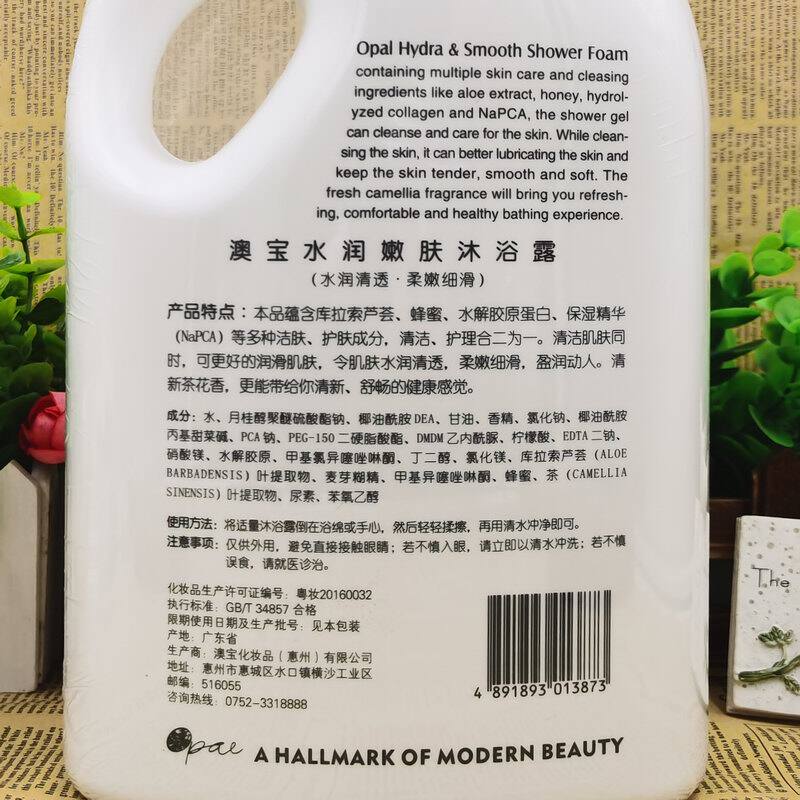 Opal Hydra & Smooth Shower Foam
containing multiple skin care and cleasing
ingredients like aloe extract, honey, hydrol-
yzed collagen and NaPCA, the shower gel
can cleanse and care for the skin. While clean-
sing the skin, it can better lubricating the skin and
keep the skin tender, smooth and soft. The
fresh camellia fragrance will bring you refresh-
ing, comfortable and healthy bathing experience.
澳宝水润嫩肤沐浴露
(水润清透·柔嫩细滑)
产品特点：本品蕴含库拉索芦荟、蜂蜜、水解胶原蛋白、保湿精华
(NaPCA)等多种洁肤、护肤成分，清洁、护理合二为一。清洁肌肤同
时，可更好的润滑肌肤，令肌肤水润清透，柔嫩细滑，盈润动人。清
新茶花香，更能带给你清新、舒畅的健康感觉。
成分：水、月桂醇聚醚硫酸酯钠、椰油酰胺DEA、甘油、香精、氯化钠、椰油酰胺
丙基甜菜碱、PCA钠、PEG-150二硬脂酸酯、DMDM乙内酰脲、柠檬酸、EDTA二钠、
硝酸镁、水解胶原、甲基氯异噻唑啉酮、丁二醇、氯化镁、库拉索芦荟(ALOE
BARBADENSIS)叶提取物、麦芽糊精、甲基异噻唑啉酮、蜂蜜、茶(CAMELLIA
SINENSIS)叶提取物、尿素、苯氧乙醇
使用方法：将适量沐浴露倒在浴绵或手心，然后轻轻揉擦，再用清水冲净即可。
注意事项：仅供外用，避免直接接触眼睛；若不慎入眼，请立即以清水冲洗；若不慎
误食，请就医诊治。
化妆品生产许可证编号：粤妆20160032
执行标准：GB/T 34857 合格
限期使用日期及生产批号：见本包装
产地：广东省
生产商：澳宝化妆品（惠州）有限公司
地址：惠州市惠城区水口镇横沙工业区
邮编：516055
咨询热线：0752-3318888
4 891893 013873
Opal A HALLMARK OF MODERN BEAUTY
The